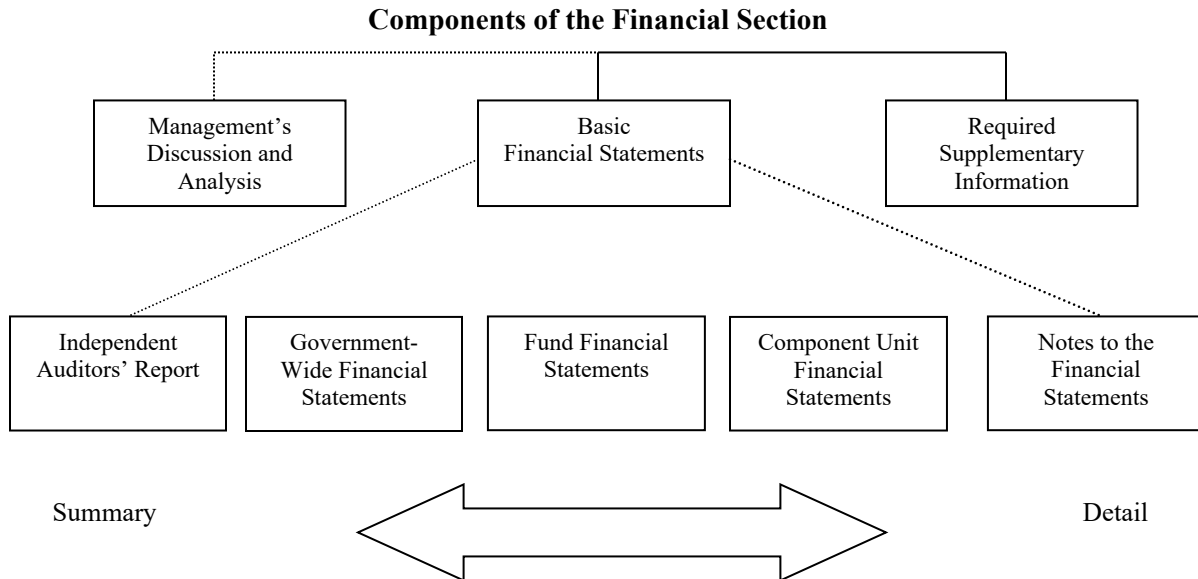 Components of the Financial Section
Management’s
Discussion and
Analysis
Basic
Financial Statements
Required
Supplementary
Information
Independent
Auditors’ Report
Government-
Wide Financial
Statements
Fund Financial
Statements
Component Unit
Financial
Statements
Notes to the
Financial
Statements
Summary
Detail